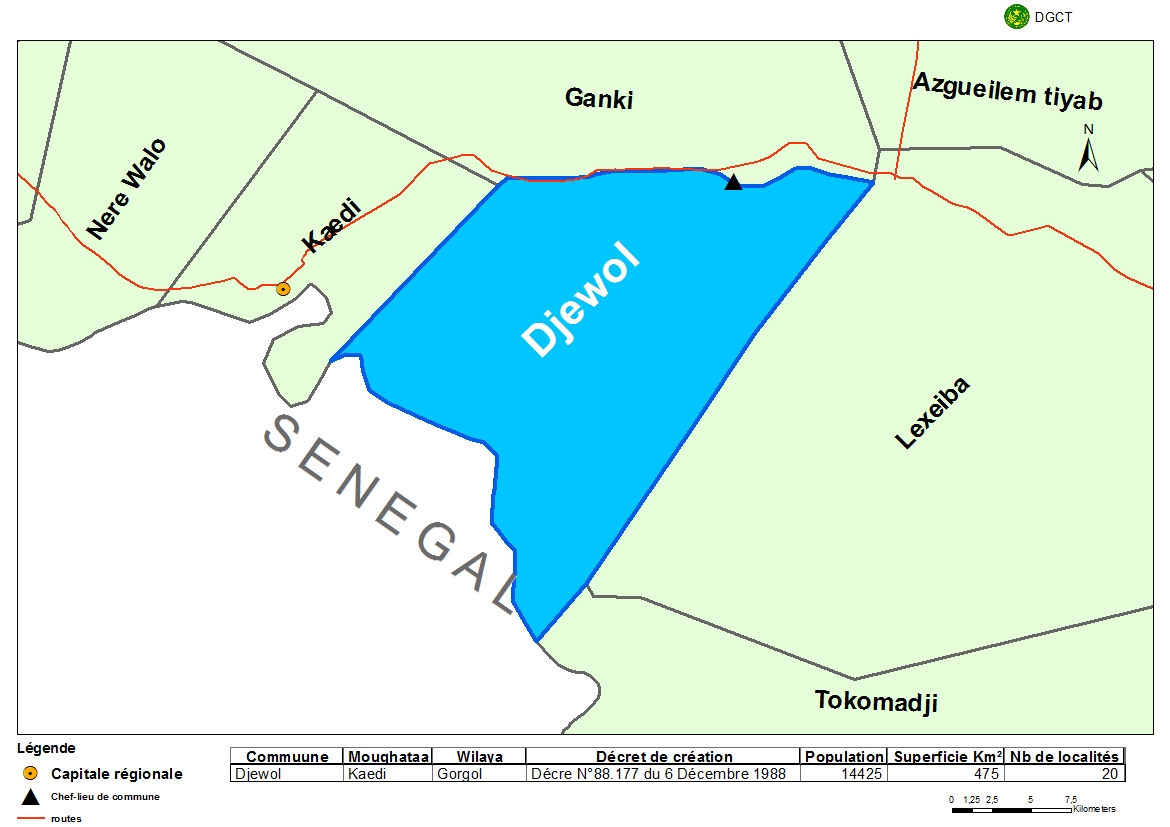 DGCT
Ganki
Azgueilem tiyab
N
Nere Walo
Kaedi
Djewol
Lexeiba
SENEGAL
Tokomadji
Légende
Capitale régionale
Chef-lieu de commune
routes
Commuune Moughataa Wilaya Décret de création Population Superficie Km² Nb de localités
Djewol Kaedi Gorgol Décre N°88.177 du 6 Décembre 1988 14425 475 20
0 1,25 2,5 5 7,5
Kilometers